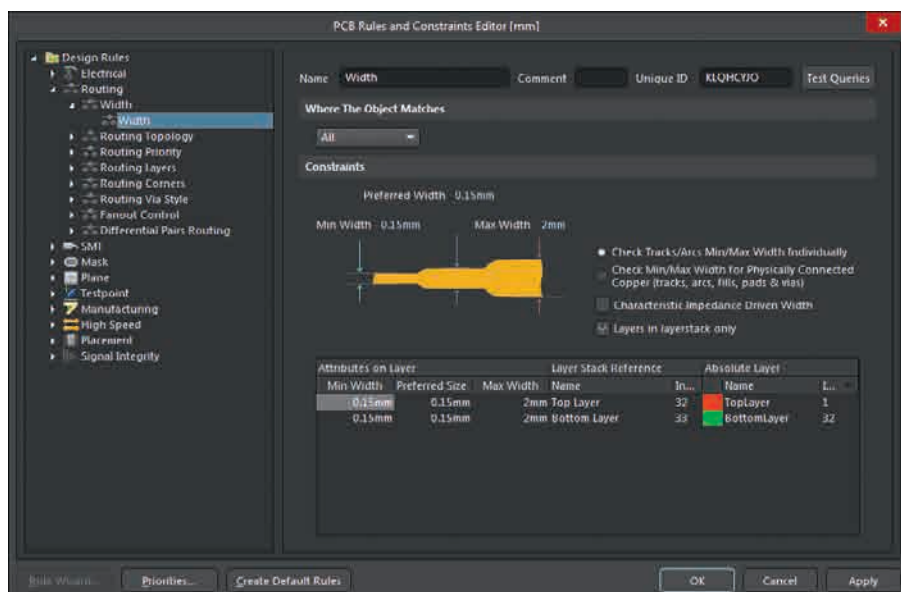 PCB Rules and Constraints Editor [mm]
Design Rules
Electrical
Routing
Width
Width
Routing Topology
Routing Priority
Routing Layers
Routing Corners
Routing Via Style
Fanout Control
Differential Pairs Routing
SMT
Mask
Plane
Testpoint
Manufacturing
High Speed
Placement
Signal Integrity
Name Width Comment Unique ID Test Queries
Where The Object Matches
All
Constraints
Preferred Width 0.15mm
Min Width 0.15mm Max Width 2mm
Check Tracks/Arcs Min/Max Width Individually
Check Min/Max Width for Physically Connected
Copper (tracks, arcs, fills, pads & vias)
Characteristic Impedance Driven Width
Layers in layerstack only
Attributes on Layer Layer Stack Reference Absolute Layer
Min Width Preferred Size Max Width Name In... Name I...
0.15mm 0.15mm 2mm Top Layer 32 TopLayer 1
0.15mm 0.15mm 2mm Bottom Layer 33 BottomLayer 32
Rule Wizard... Priorities... Create Default Rules OK Cancel Apply